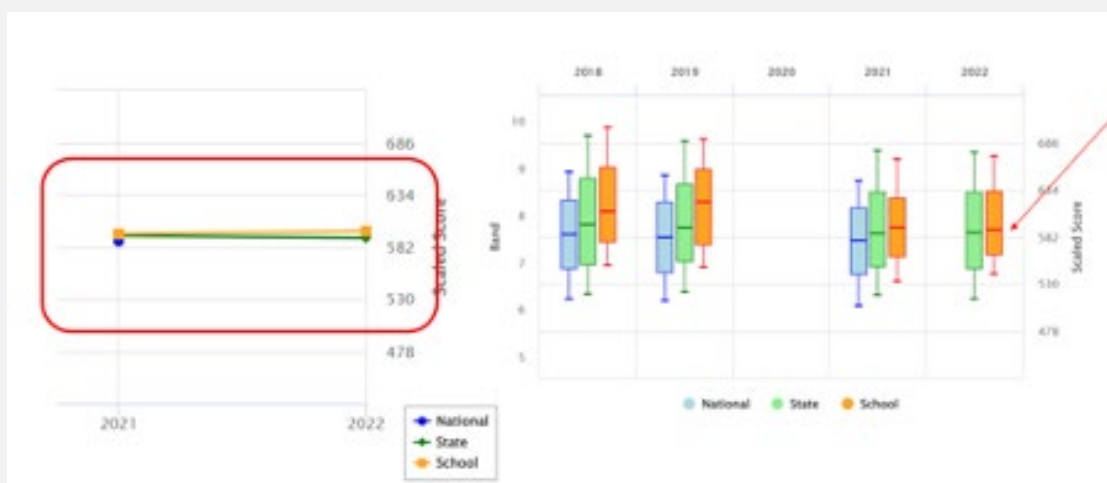 686
634
582
530
478
Scaled Score
2021 2022
National
State
School
2018 2019 2020 2021 2022
10
9
8
7
6
5
Band
686
634
582
530
478
Scaled Score
National State School